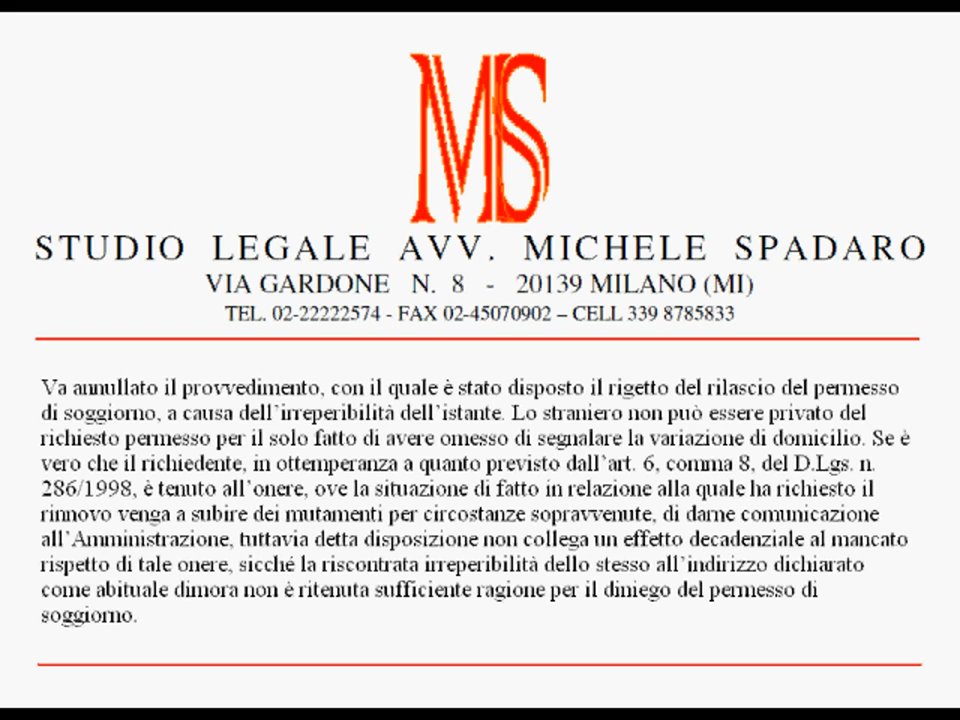 MS
STUDIO LEGALE AVV. MICHELE SPADARO
VIA GARDONE N. 8 - 20139 MILANO (MI)
TEL. 02-22222574 - FAX 02-45070902 – CELL 339 8785833
Va annullato il provvedimento, con il quale è stato disposto il rigetto del rilascio del permesso
di soggiorno, a causa dell’irreperibilità dell’istante. Lo straniero non può essere privato del
richiesto permesso per il solo fatto di avere omesso di segnalare la variazione di domicilio. Se è
vero che il richiedente, in ottemperanza a quanto previsto dall’art. 6, comma 8, del D.Lgs. n.
286/1998, è tenuto all’onere, ove la situazione di fatto in relazione alla quale ha richiesto il
rinnovo venga a subire dei mutamenti per circostanze sopravvenute, di darne comunicazione
all’Amministrazione, tuttavia detta disposizione non collega un effetto decadenziale al mancato
rispetto di tale onere, sicché la riscontrata irreperibilità dello stesso all’indirizzo dichiarato
come abituale dimora non è ritenuta sufficiente ragione per il diniego del permesso di
soggiorno.